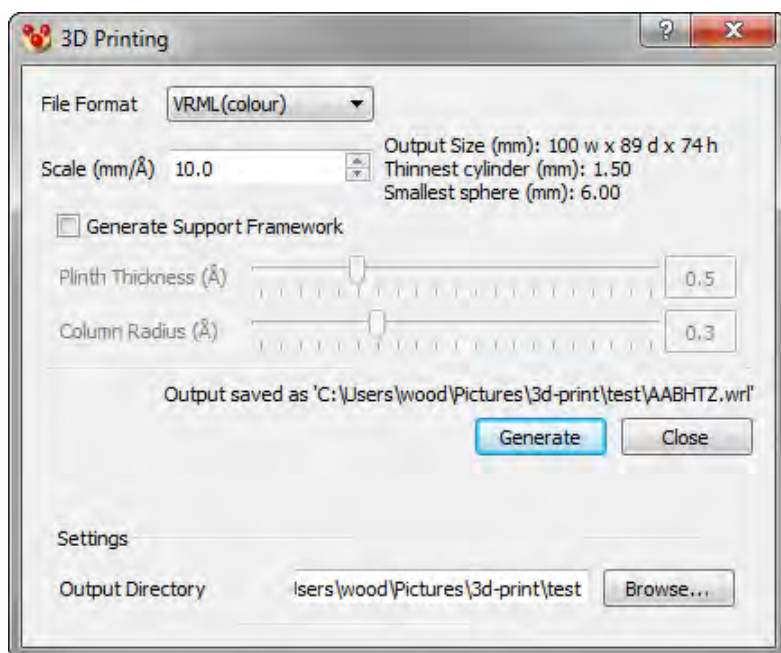 3D Printing
File Format VRML(colour)
Scale (mm/Å) 10.0
Output Size (mm): 100 w x 89 d x 74 h
Thinnest cylinder (mm): 1.50
Smallest sphere (mm): 6.00
Generate Support Framework
Plinth Thickness (Å) 0.5
Column Radius (Å) 0.3
Output saved as 'C:\Users\wood\Pictures\3d-print\test\AABHTZ.wrl'
Generate Close
Settings
Output Directory lsers\wood\Pictures\3d-print\test Browse...